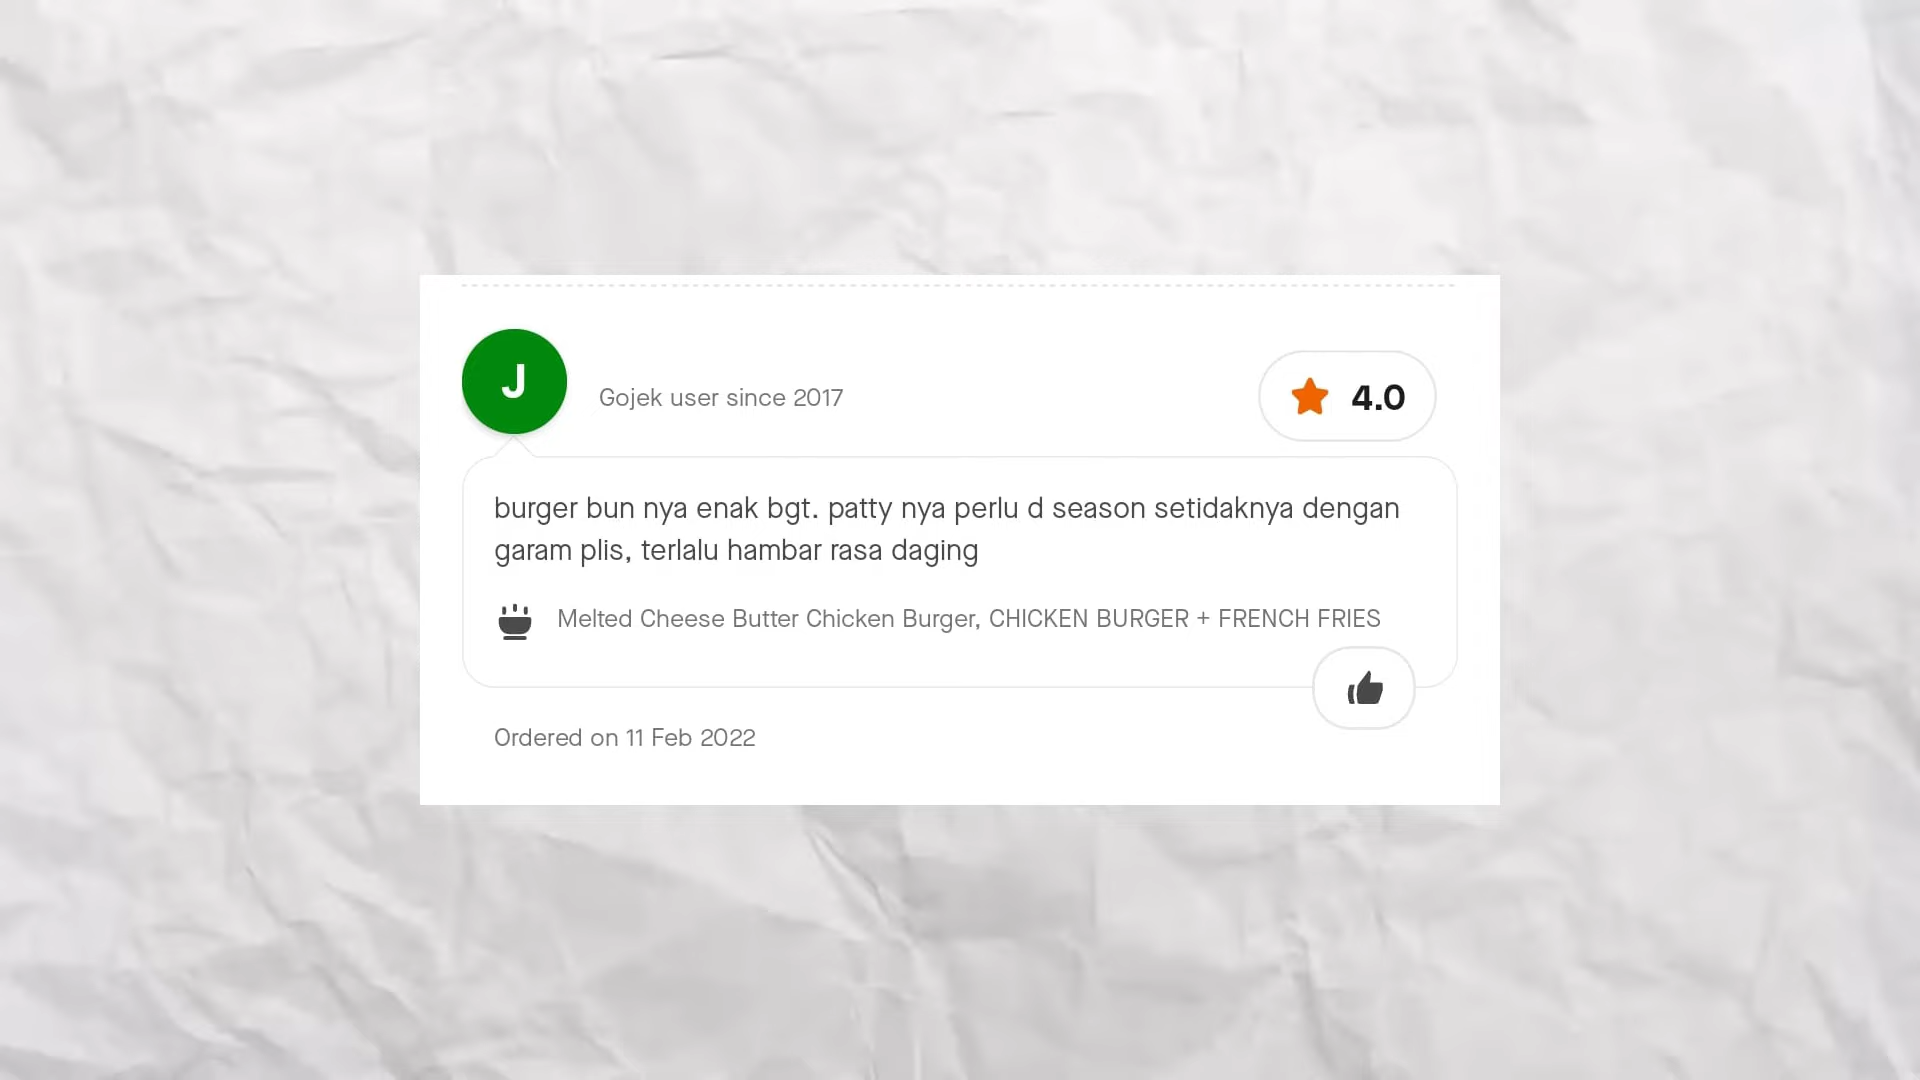 J
Gojek user since 2017
4.0
burger bun nya enak bgt. patty nya perlu d season setidaknya dengan
garam plis, terlalu hambar rasa daging
Melted Cheese Butter Chicken Burger, CHICKEN BURGER + FRENCH FRIES
Ordered on 11 Feb 2022